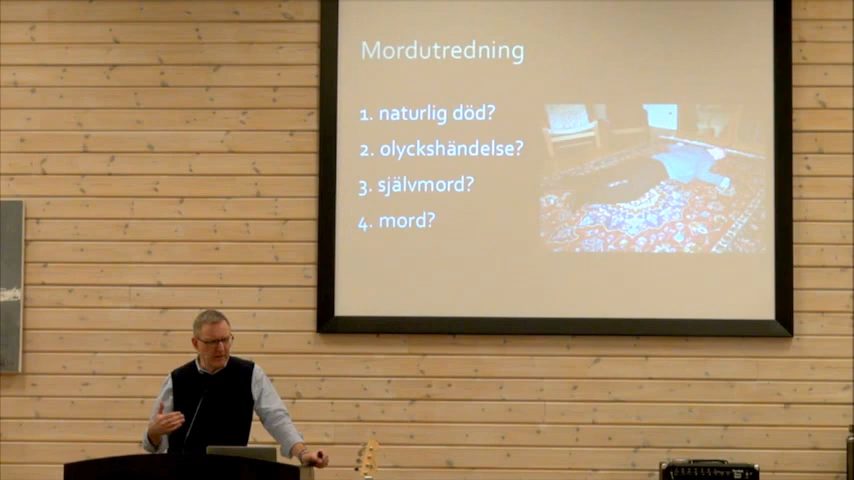 Mordutredning
1. naturlig död?
2. olyckshändelse?
3. självmord?
4. mord?